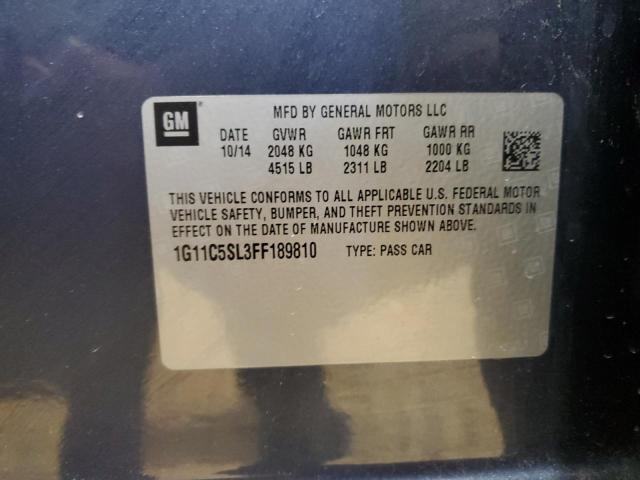 GM
MFD BY GENERAL MOTORS LLC
DATE GVWR GAWR FRT GAWR RR
10/14 2048 KG 1048 KG 1000 KG
4515 LB 2311 LB 2204 LB
THIS VEHICLE CONFORMS TO ALL APPLICABLE U.S. FEDERAL MOTOR
VEHICLE SAFETY, BUMPER, AND THEFT PREVENTION STANDARDS IN
EFFECT ON THE DATE OF MANUFACTURE SHOWN ABOVE.
1G11C5SL3FF189810 TYPE: PASS CAR